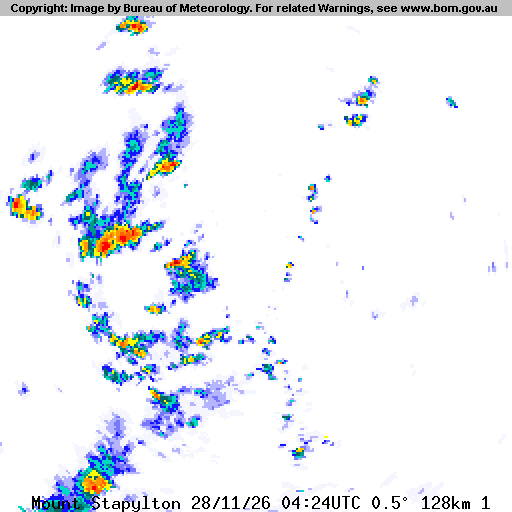 Copyright: Image by Bureau of Meteorology. For related Warnings, see www.bom.gov.au
Mount Stapylton 28/11/26 04:24UTC 0.5° 128km 1